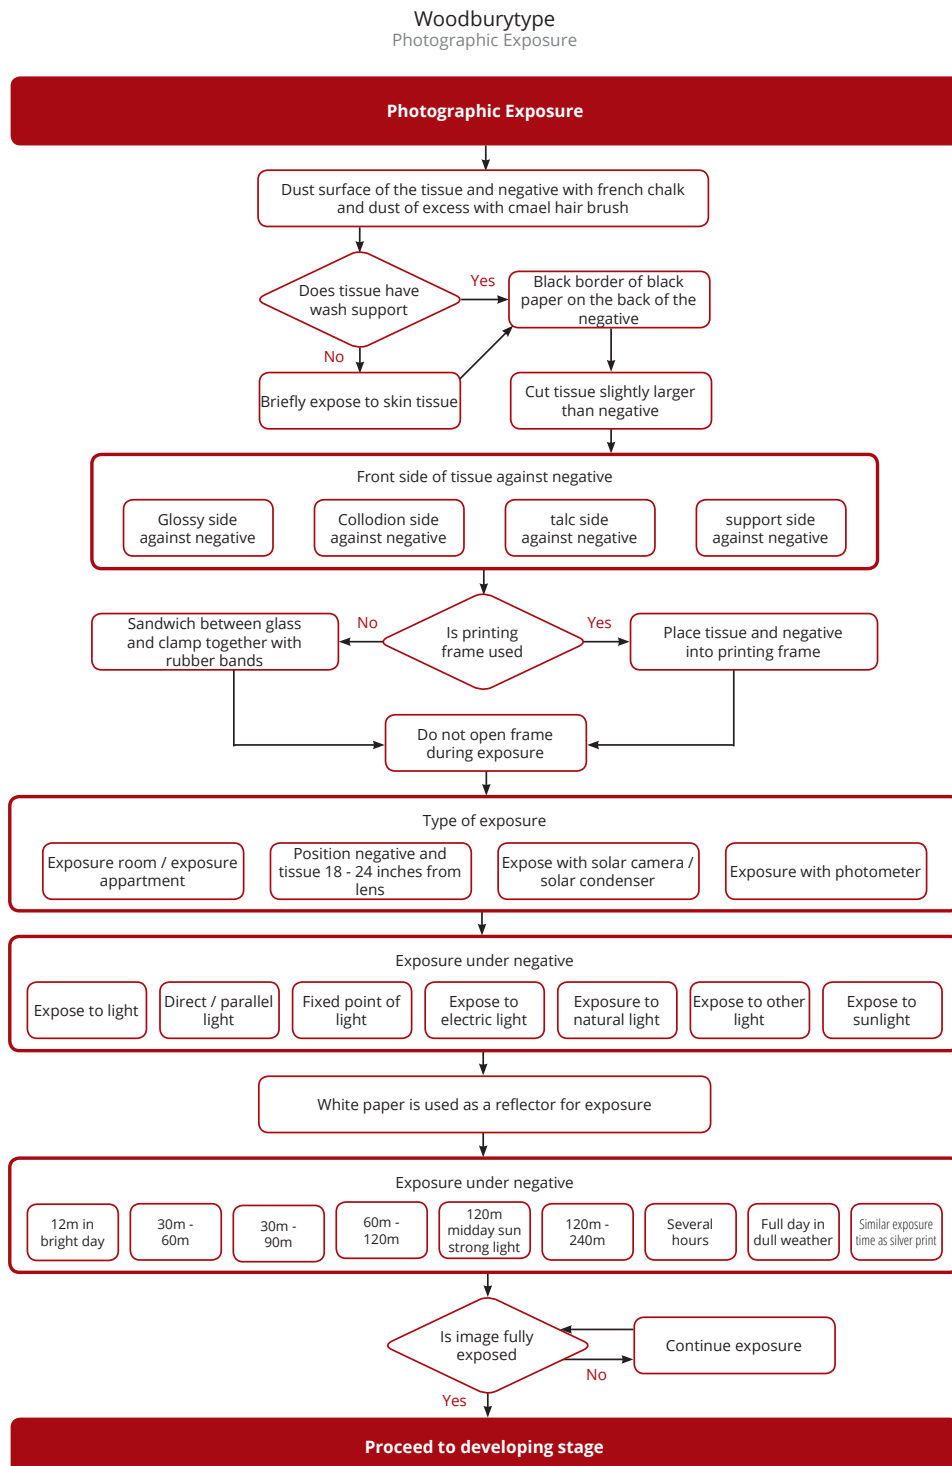 Woodburytype
Photographic Exposure
Photographic Exposure
Dust surface of the tissue and negative with french chalk
and dust of excess with cmael hair brush
Does tissue have
wash support
Yes
Black border of black
paper on the back of the
negative
No
Briefly expose to skin tissue
Cut tissue slightly larger
than negative
Front side of tissue against negative
Glossy side
against negative
Collodion side
against negative
talc side
against negative
support side
against negative
Sandwich between glass
and clamp together with
rubber bands
No
Is printing
frame used
Yes
Place tissue and negative
into printing frame
Do not open frame
during exposure
Type of exposure
Exposure room / exposure
appartment
Position negative and
tissue 18 - 24 inches from
lens
Expose with solar camera /
solar condenser
Exposure with photometer
Exposure under negative
Expose to light
Direct / parallel
light
Fixed point of
light
Expose to
electric light
Exposure to
natural light
Expose to other
light
Expose to
sunlight
White paper is used as a reflector for exposure
Exposure under negative
12m in
bright day
30m -
60m
30m -
90m
60m -
120m
120m
midday sun
strong light
120m -
240m
Several
hours
Full day in
dull weather
Similar exposure
time as silver print
Is image fully
exposed
Continue exposure
No
Yes
Proceed to developing stage